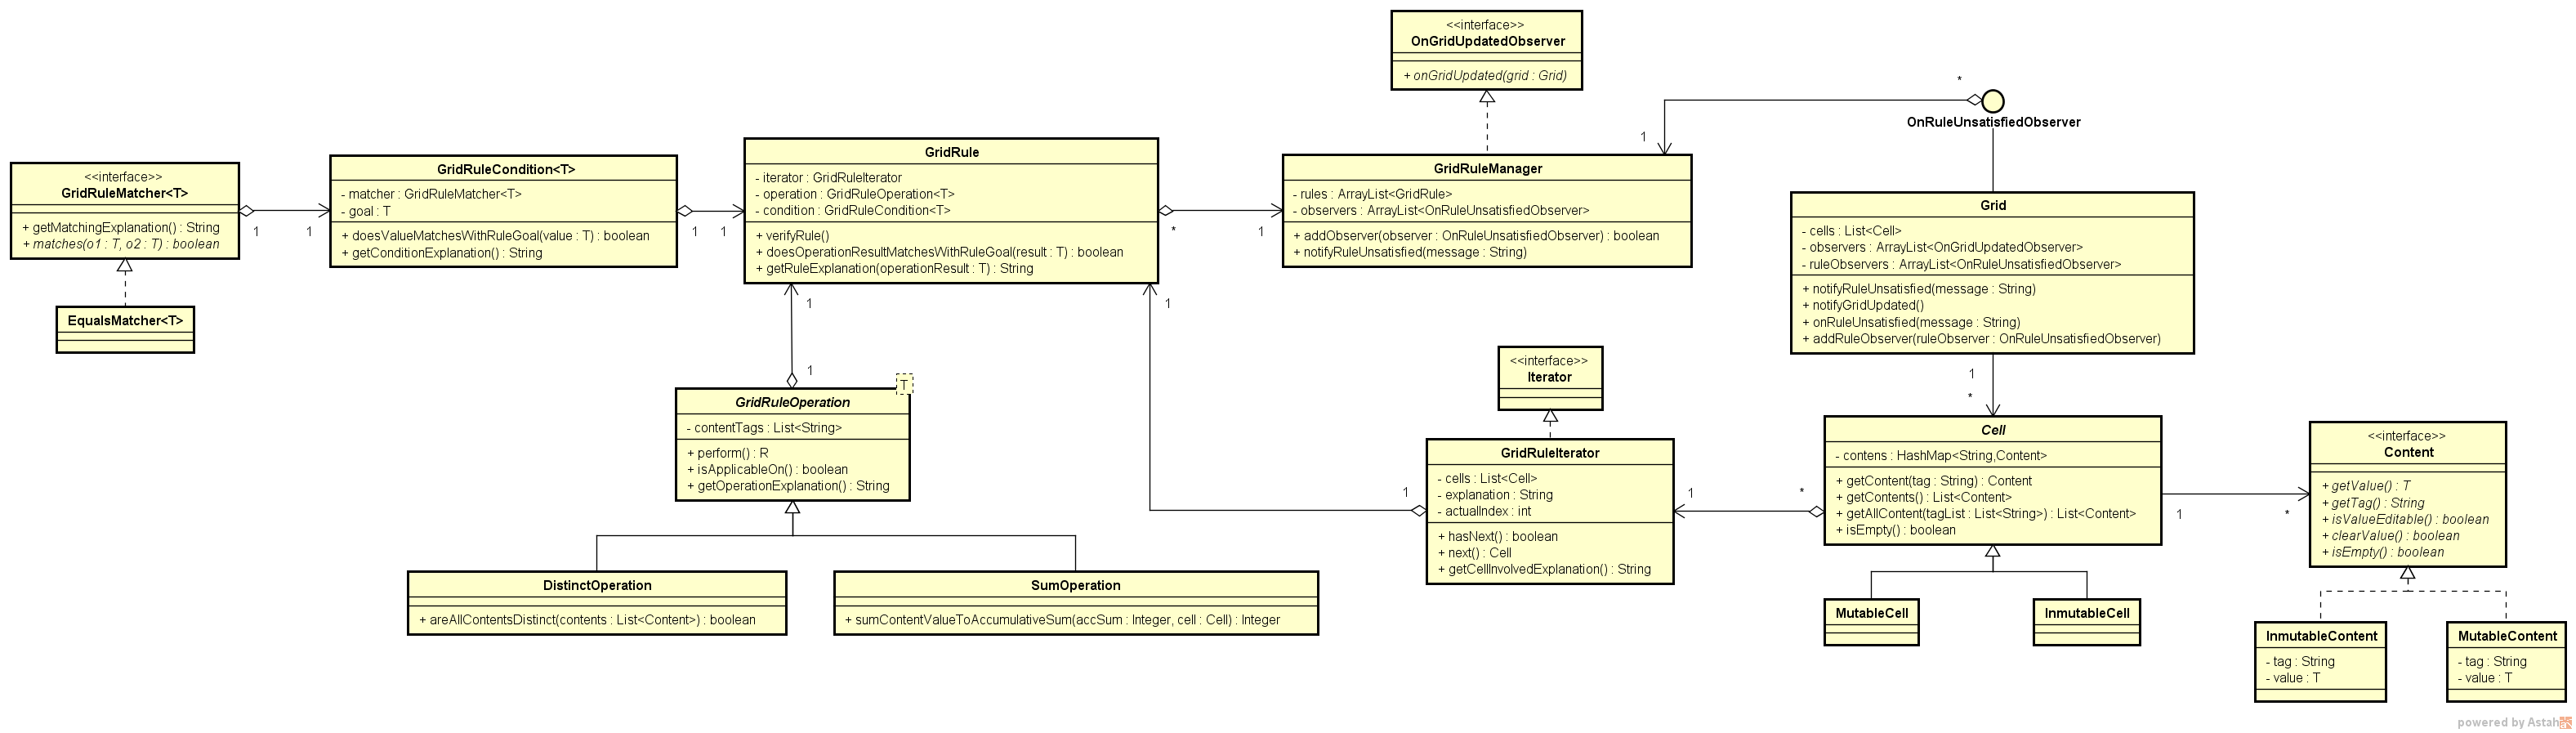 <<interface>>
OnGridUpdatedObserver
+ onGridUpdated(grid : Grid)
*
OnRuleUnsatisfiedObserver
1
<<interface>>
GridRuleMatcher<T>
+ getMatchingExplanation() : String
+ matches(o1 : T, o2 : T) : boolean
1
1
EqualsMatcher<T>
GridRuleCondition<T>
- matcher : GridRuleMatcher<T>
- goal : T
+ doesValueMatchesWithRuleGoal(value : T) : boolean
+ getConditionExplanation() : String
1
1
GridRule
- iterator : GridRuleIterator
- operation : GridRuleOperation<T>
- condition : GridRuleCondition<T>
+ verifyRule()
+ doesOperationResultMatchesWithRuleGoal(result : T) : boolean
+ getRuleExplanation(operationResult : T) : String
*
1
GridRuleManager
- rules : ArrayList<GridRule>
- observers : ArrayList<OnRuleUnsatisfiedObserver>
+ addObserver(observer : OnRuleUnsatisfiedObserver) : boolean
+ notifyRuleUnsatisfied(message : String)
Grid
- cells : List<Cell>
- observers : ArrayList<OnGridUpdatedObserver>
- ruleObservers : ArrayList<OnRuleUnsatisfiedObserver>
+ notifyRuleUnsatisfied(message : String)
+ notifyGridUpdated()
+ onRuleUnsatisfied(message : String)
+ addRuleObserver(ruleObserver : OnRuleUnsatisfiedObserver)
1
*
1
1
1
T
GridRuleOperation
- contentTags : List<String>
+ perform() : R
+ isApplicableOn() : boolean
+ getOperationExplanation() : String
DistinctOperation
+ areAllContentsDistinct(contents : List<Content>) : boolean
SumOperation
+ sumContentValueToAccumulativeSum(accSum : Integer, cell : Cell) : Integer
<<interface>>
Iterator
GridRuleIterator
- cells : List<Cell>
- explanation : String
- actualIndex : int
+ hasNext() : boolean
+ next() : Cell
+ getCellInvolvedExplanation() : String
1
1
*
Cell
- contens : HashMap<String,Content>
+ getContent(tag : String) : Content
+ getContents() : List<Content>
+ getAllContent(tagList : List<String>) : List<Content>
+ isEmpty() : boolean
1
*
MutableCell
InmutableCell
<<interface>>
Content
+ getValue() : T
+ getTag() : String
+ isValueEditable() : boolean
+ clearValue() : boolean
+ isEmpty() : boolean
InmutableContent
- tag : String
- value : T
MutableContent
- tag : String
- value : T
powered by Astah